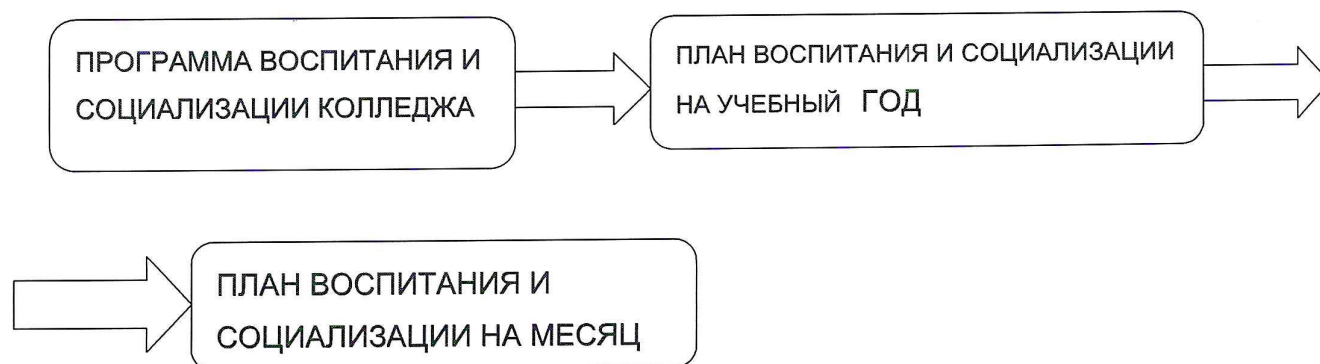 ПРОГРАММА ВОСПИТАНИЯ И
СОЦИАЛИЗАЦИИ КОЛЛЕДЖА
ПЛАН ВОСПИТАНИЯ И СОЦИАЛИЗАЦИИ
НА УЧЕБНЫЙ ГОД
ПЛАН ВОСПИТАНИЯ И
СОЦИАЛИЗАЦИИ НА МЕСЯЦ